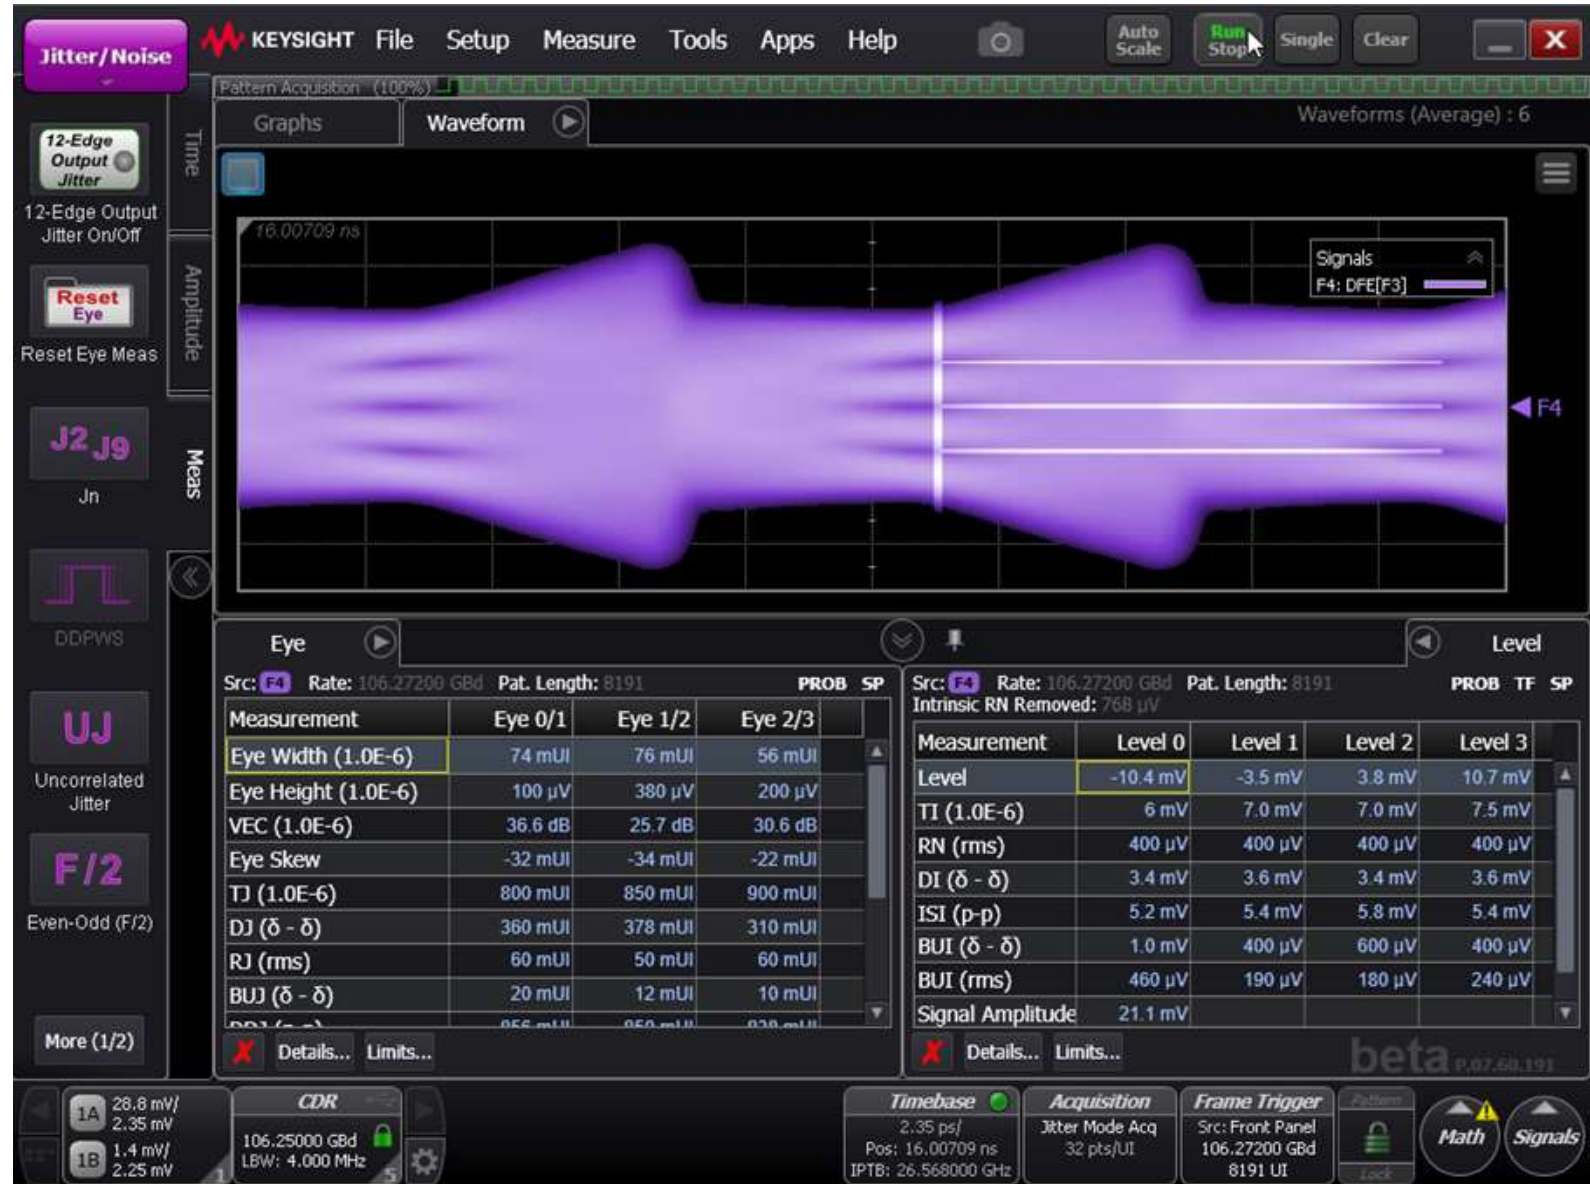 Jitter/Noise
KEYSIGHT File Setup Measure Tools Apps Help
Auto Scale
Run Stop
Single
Clear
Pattern Acquisition (100%)
Graphs
Waveform
Waveforms (Average) : 6
12-Edge
Output
Jitter
12-Edge Output
Jitter On/Off
Reset
Eye
Reset Eye Meas
J2 J9
Jn
DDPWS
UJ
Uncorrelated
Jitter
F/2
Even-Odd (F/2)
More (1/2)
Time
Amplitude
Meas
16.00709 ns
Signals
F4: DFE[F3]
F4
Eye
Src: F4 Rate: 106.27200 GBd Pat. Length: 8191 PROB SP
Measurement Eye 0/1 Eye 1/2 Eye 2/3
Eye Width (1.0E-6) 74 mUI 76 mUI 56 mUI
Eye Height (1.0E-6) 100 µV 380 µV 200 µV
VEC (1.0E-6) 36.6 dB 25.7 dB 30.6 dB
Eye Skew -32 mUI -34 mUI -22 mUI
TJ (1.0E-6) 800 mUI 850 mUI 900 mUI
DJ (δ - δ) 360 mUI 378 mUI 310 mUI
RJ (rms) 60 mUI 50 mUI 60 mUI
BUJ (δ - δ) 20 mUI 12 mUI 10 mUI
Details... Limits...
Level
Src: F4 Rate: 106.27200 GBd Pat. Length: 8191 PROB TF SP
Intrinsic RN Removed: 768 µV
Measurement Level 0 Level 1 Level 2 Level 3
Level -10.4 mV -3.5 mV 3.8 mV 10.7 mV
TI (1.0E-6) 6 mV 7.0 mV 7.0 mV 7.5 mV
RN (rms) 400 µV 400 µV 400 µV 400 µV
DI (δ - δ) 3.4 mV 3.6 mV 3.4 mV 3.6 mV
ISI (p-p) 5.2 mV 5.4 mV 5.8 mV 5.4 mV
BUI (δ - δ) 1.0 mV 400 µV 600 µV 400 µV
BUI (rms) 460 µV 190 µV 180 µV 240 µV
Signal Amplitude 21.1 mV
Details... Limits...
beta P.07.60.191
1A 28.8 mV/
2.35 mV
1B 1.4 mV/
2.25 mV
1
CDR
106.25000 GBd
LBW: 4.000 MHz
5
Timebase
2.35 ps/
Pos: 16.00709 ns
IPTB: 26.568000 GHz
Acquisition
Jitter Mode Acq
32 pts/UI
Frame Trigger
Src: Front Panel
106.27200 GBd
8191 UI
Pattern
Lock
Math
Signals